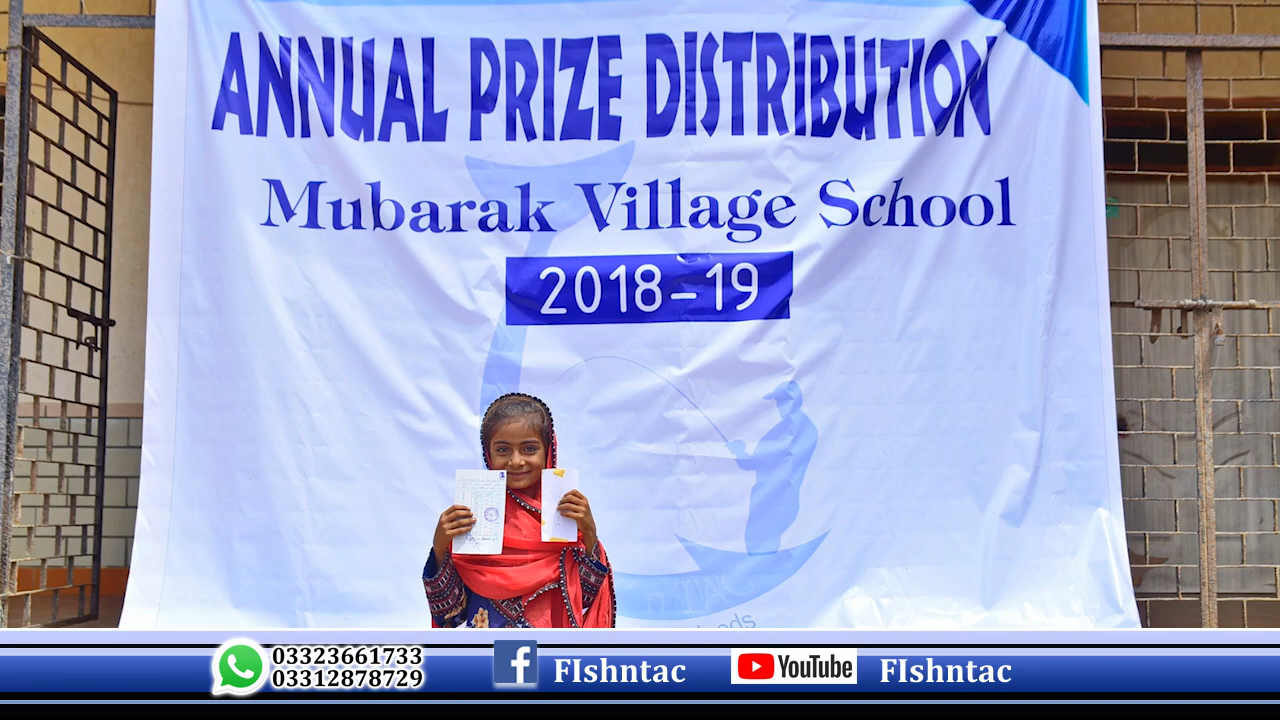 ANNUAL PRIZE DISTRIBUTION
Mubarak Village School
2018-19
03323661733
03312878729
FIshntac
YouTube
FIshntac